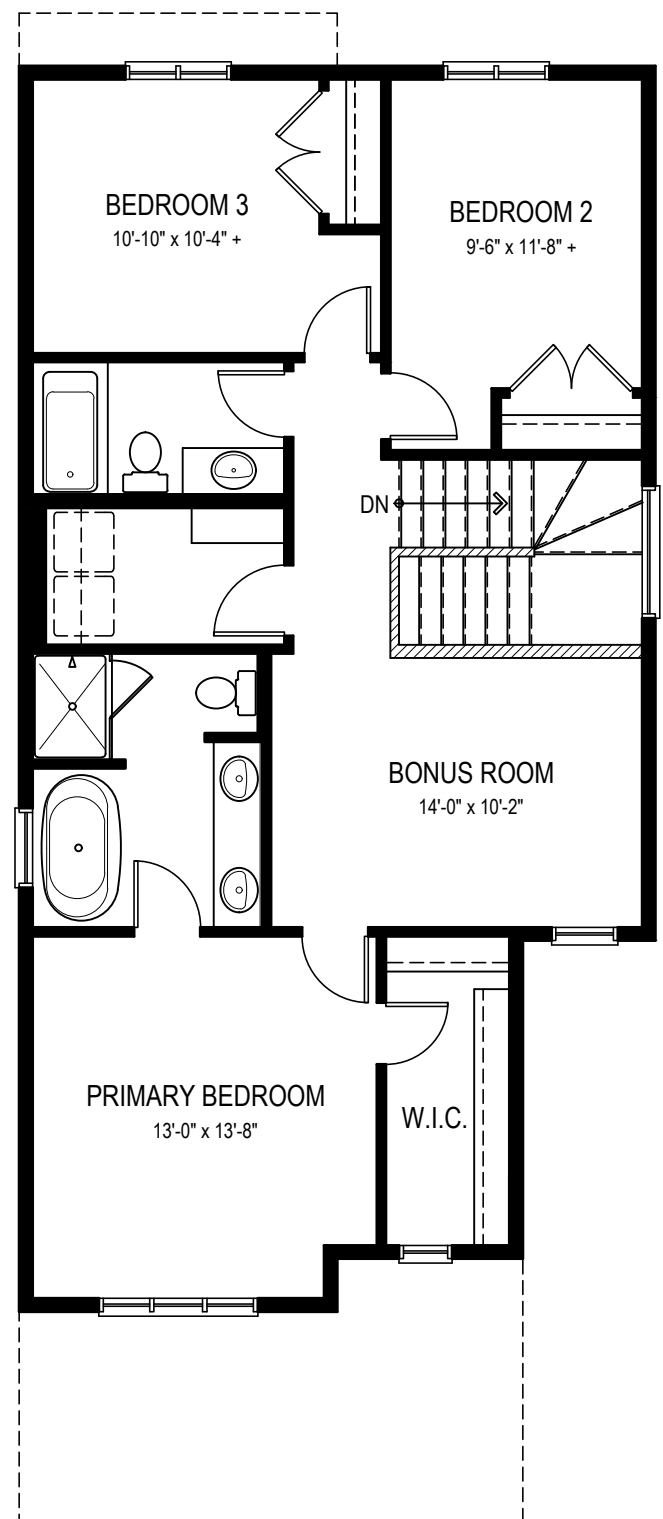 BEDROOM 3
10'-10" x 10'-4" +
BEDROOM 2
9'-6" x 11'-8" +
DN
BONUS ROOM
14'-0" x 10'-2"
PRIMARY BEDROOM
13'-0" x 13'-8"
W.I.C.